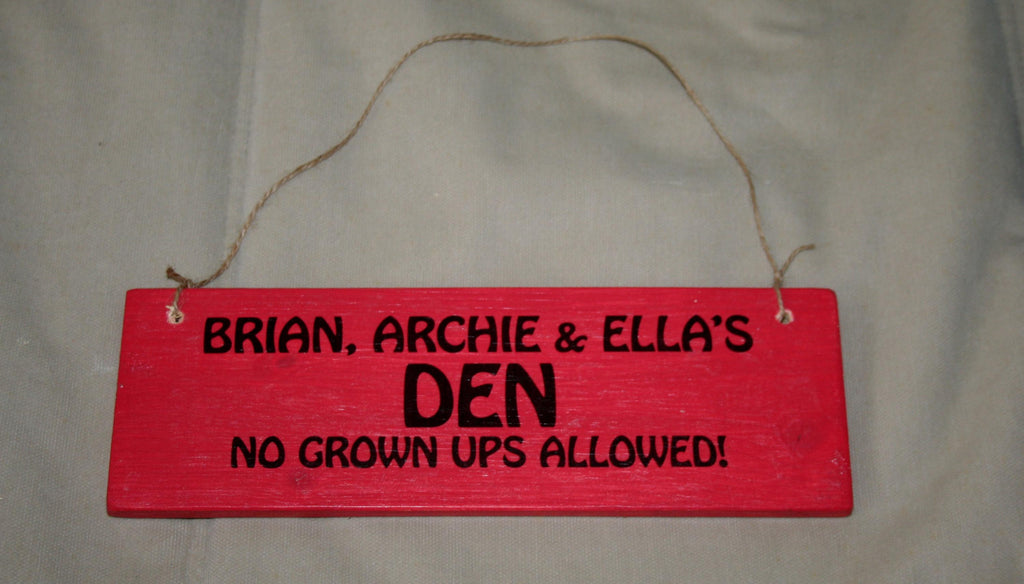 BRIAN, ARCHIE & ELLA'S
DEN
NO GROWN UPS ALLOWED!